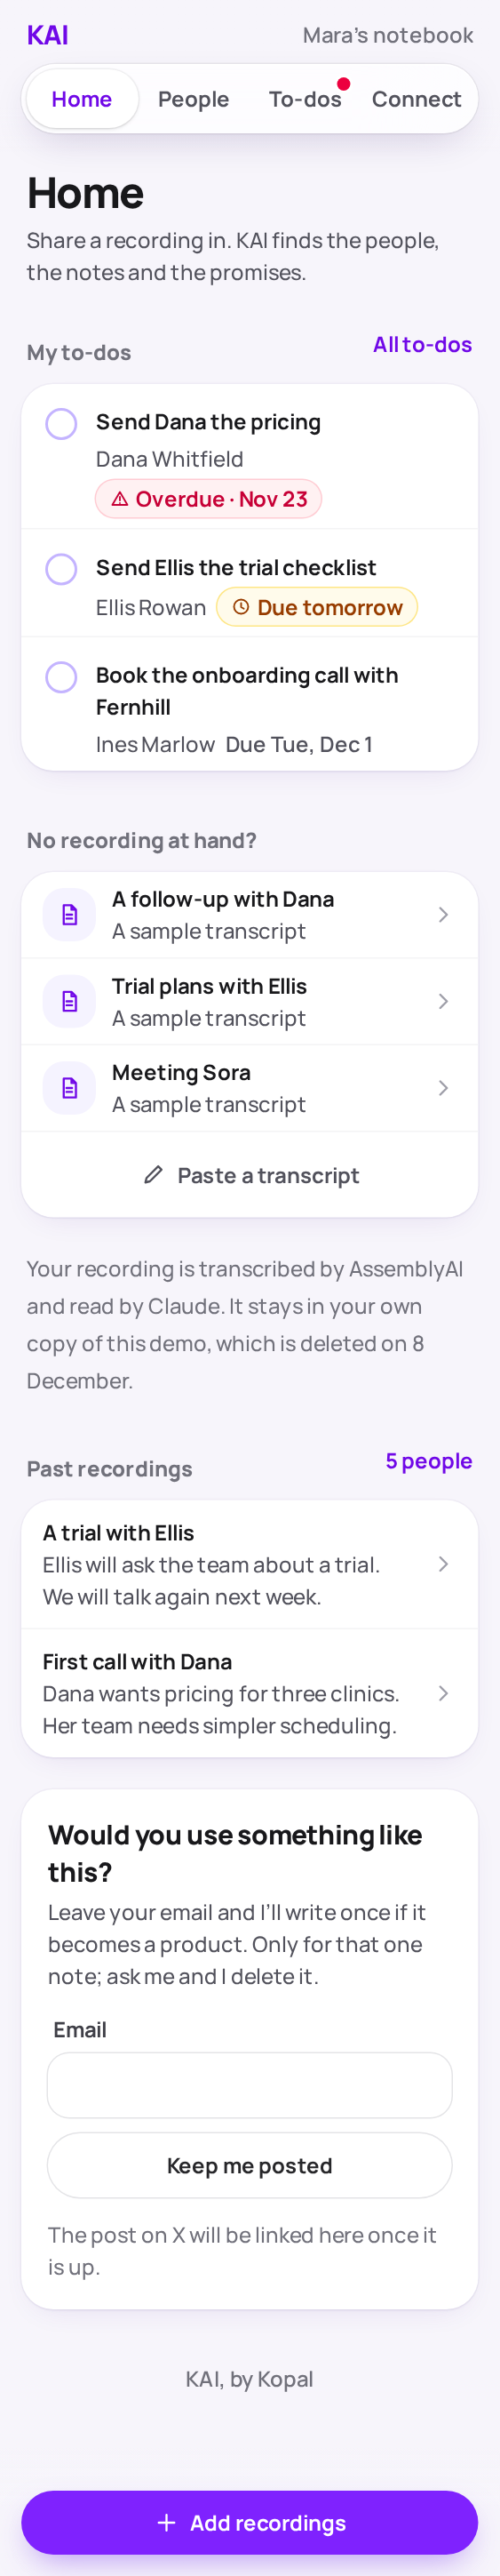 KAI
Mara’s notebook
Home
People
To-dos
Connect
Home
Share a recording in. KAI finds the people,
the notes and the promises.
My to-dos
All to-dos
Send Dana the pricing
Dana Whitfield
Overdue · Nov 23
Send Ellis the trial checklist
Ellis Rowan
Due tomorrow
Book the onboarding call with
Fernhill
Ines Marlow
Due Tue, Dec 1
No recording at hand?
A follow-up with Dana
A sample transcript
Trial plans with Ellis
A sample transcript
Meeting Sora
A sample transcript
Paste a transcript
Your recording is transcribed by AssemblyAI
and read by Claude. It stays in your own
copy of this demo, which is deleted on 8
December.
Past recordings
5 people
A trial with Ellis
Ellis will ask the team about a trial.
We will talk again next week.
First call with Dana
Dana wants pricing for three clinics.
Her team needs simpler scheduling.
Would you use something like
this?
Leave your email and I’ll write once if it
becomes a product. Only for that one
note; ask me and I delete it.
Email
Keep me posted
The post on X will be linked here once it
is up.
KAI, by Kopal
Add recordings